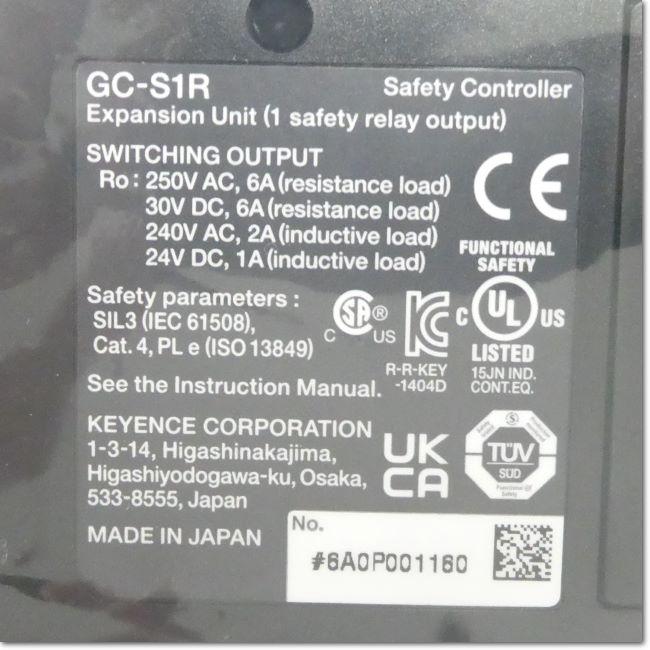 GC-S1R Safety Controller
Expansion Unit (1 safety relay output)
SWITCHING OUTPUT
Ro: 250V AC, 6A (resistance load)
30V DC, 6A (resistance load)
240V AC, 2A (inductive load)
24V DC, 1A (inductive load)
CE
FUNCTIONAL
SAFETY
Safety parameters :
SIL3 (IEC 61508),
Cat. 4, PL e (ISO 13849)
See the Instruction Manual.
C SA ® US
KC
R-R-KEY
-1404D
C UL US
LISTED
15JN IND.
CONT.EQ.
KEYENCE CORPORATION
1-3-14, Higashinakajima,
Higashiyodogawa-ku, Osaka,
533-8555, Japan
UK
CA
TÜV
SÜD
Functional
Safety
MADE IN JAPAN
No.
#6A0P001160